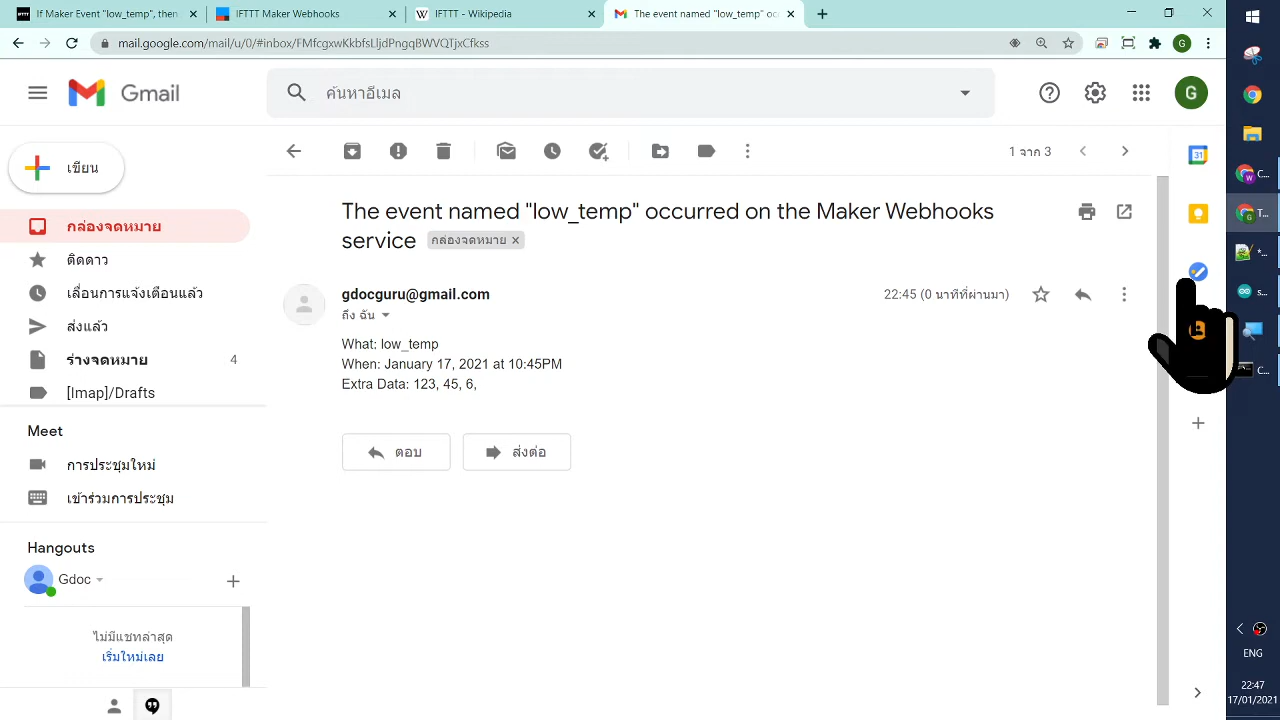 If Maker Event "low_temp", then
IFTTT Maker Webhooks
IFTTT - Wikipedia
The event named "low_temp" occ
mail.google.com/mail/u/0/#inbox/FMfcgxwKkbfsLljdPngqBWVQTjxCfkss
G
Gmail
ค้นหาอีเมล
G
เขียน
1 จาก 3
31
กล่องจดหมาย
ติดดาว
เลื่อนการแจ้งเตือนแล้ว
ส่งแล้ว
ร่างจดหมาย 4
[Imap]/Drafts
Meet
การประชุมใหม่
เข้าร่วมการประชุม
Hangouts
Gdoc
ไม่มีแชทล่าสุด
เริ่มใหม่เลย
The event named "low_temp" occurred on the Maker Webhooks
service กล่องจดหมาย
gdocguru@gmail.com 22:45 (0 นาทีที่ผ่านมา)
ถึง ฉัน
What: low_temp
When: January 17, 2021 at 10:45PM
Extra Data: 123, 45, 6,
ตอบ
ส่งต่อ
C...
T...
*...
s...
C...
ENG
22:47
17/01/2021